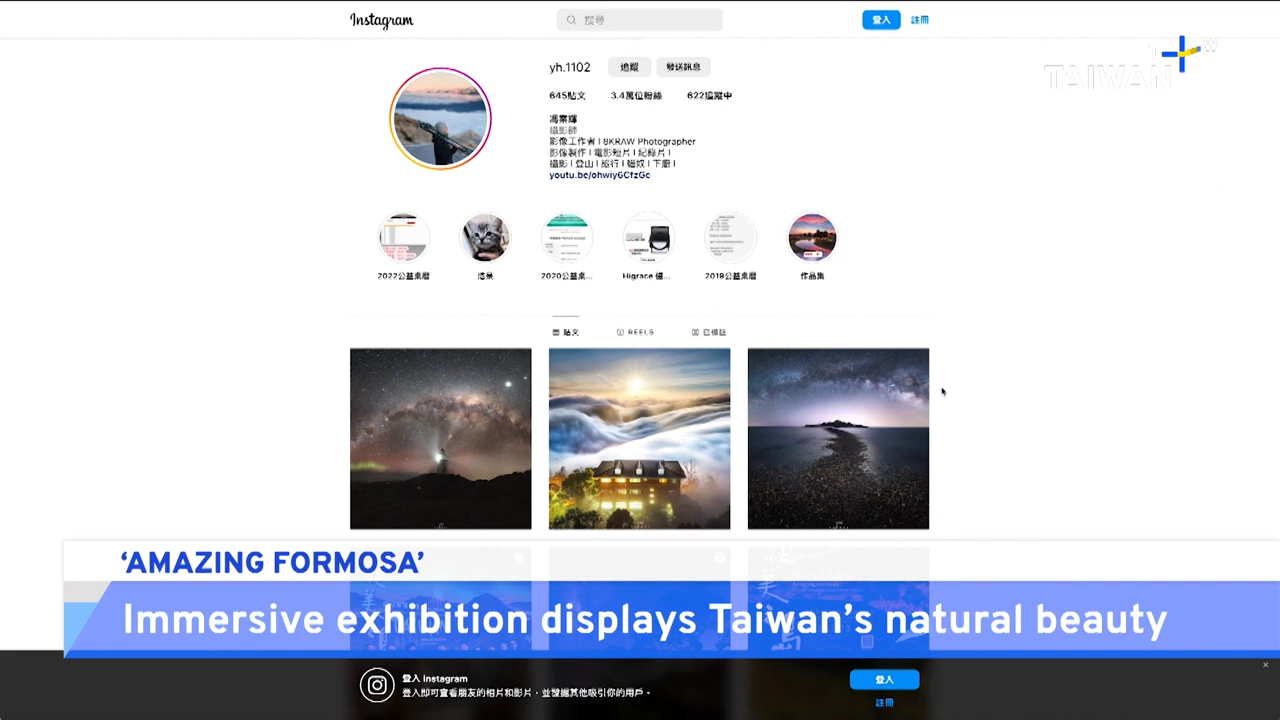 Instagram
搜尋
登入
註冊
TAIWAN
yh.1102
追蹤
發送訊息
645貼文
3.4萬位粉絲
622追蹤中
攝影師
影像工作者 | 8KRAW Photographer
影像製作 | 電影短片 | 紀錄片 |
攝影 | 登山 | 旅行 | 貓奴 | 下廚 |
youtu.be/ohwiy6CfzGc
2022公益桌曆
2020公益桌...
Higrace
2019公益桌曆
作品集
貼文
REELS
已標註
‘AMAZING FORMOSA’
Immersive exhibition displays Taiwan’s natural beauty
登入 Instagram
登入即可查看朋友的相片和影片，並發掘其他吸引你的用戶。
登入
註冊